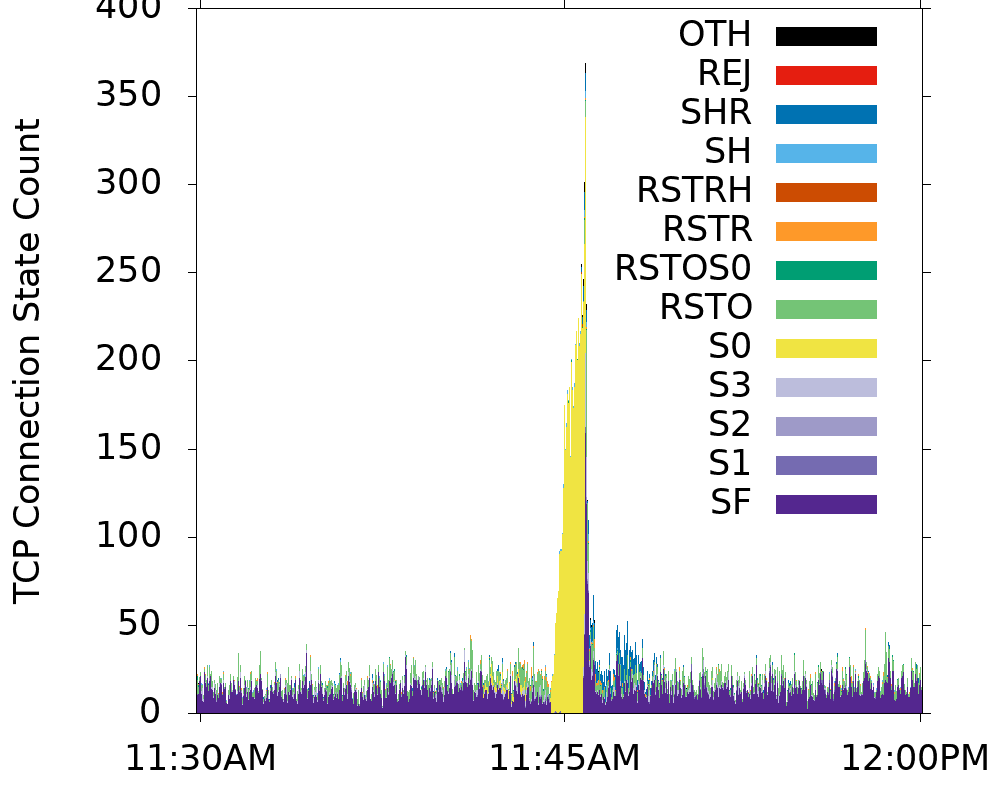 TCP Connection State Count
400
350
300
250
200
150
100
50
0
11:30AM 11:45AM 12:00PM
OTH
REJ
SHR
SH
RSTRH
RSTR
RSTOS0
RSTO
S0
S3
S2
S1
SF